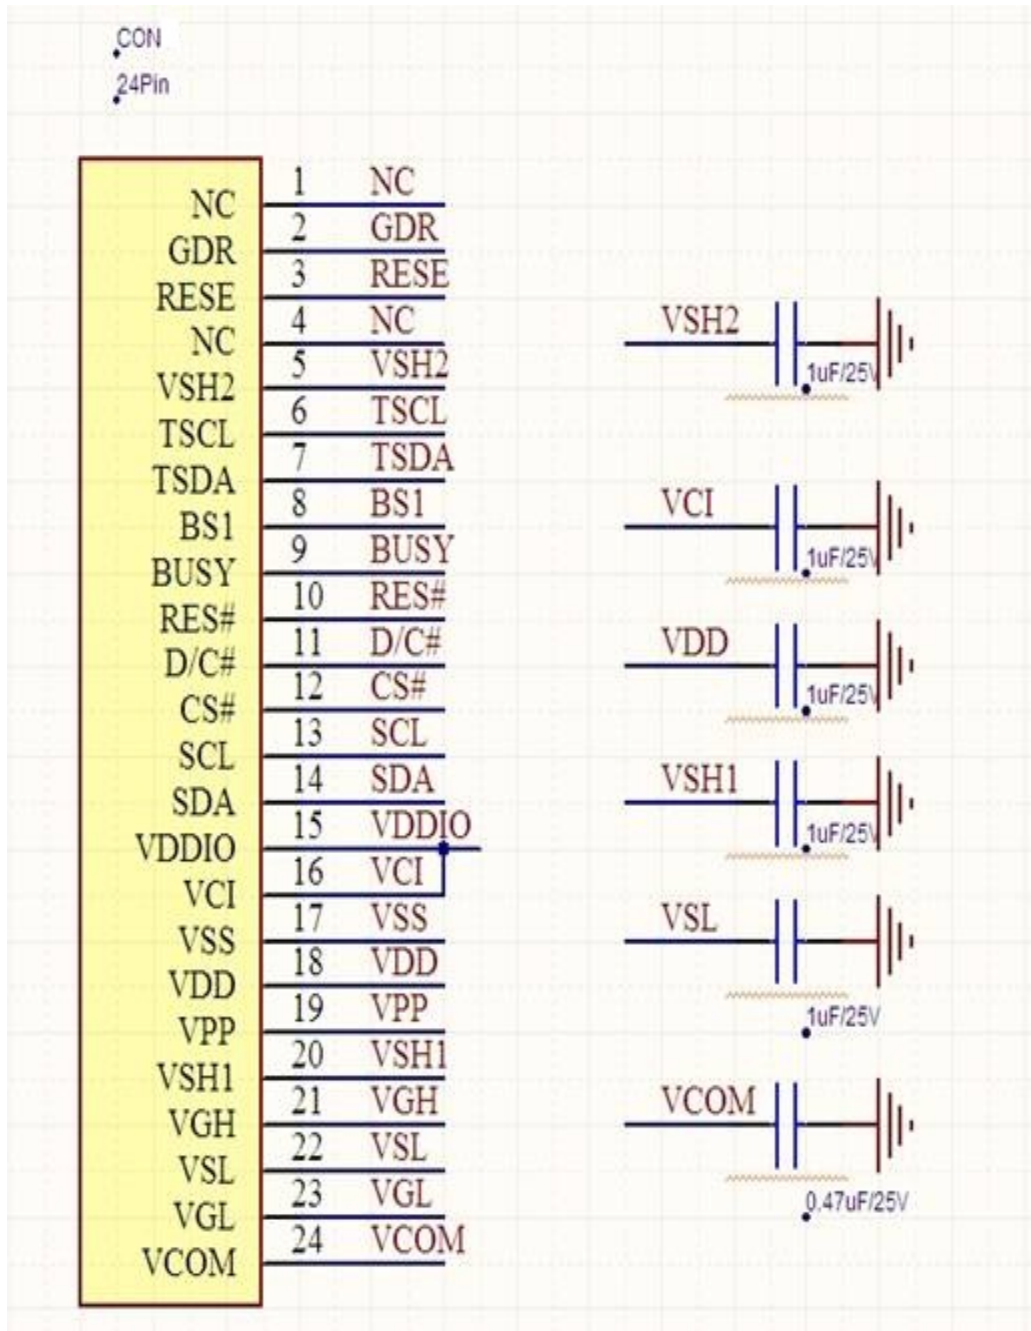 CON
24Pin
NC 1 NC
GDR 2 GDR
RESE 3 RESE
NC 4 NC
VSH2 5 VSH2
TSCL 6 TSCL
TSDA 7 TSDA
BS1 8 BS1
BUSY 9 BUSY
RES# 10 RES#
D/C# 11 D/C#
CS# 12 CS#
SCL 13 SCL
SDA 14 SDA
VDDIO 15 VDDIO
VCI 16 VCI
VSS 17 VSS
VDD 18 VDD
VPP 19 VPP
VSH1 20 VSH1
VGH 21 VGH
VSL 22 VSL
VGL 23 VGL
VCOM 24 VCOM
VSH2
1uF/25V
VCI
1uF/25V
VDD
1uF/25V
VSH1
1uF/25V
VSL
1uF/25V
VCOM
0.47uF/25V